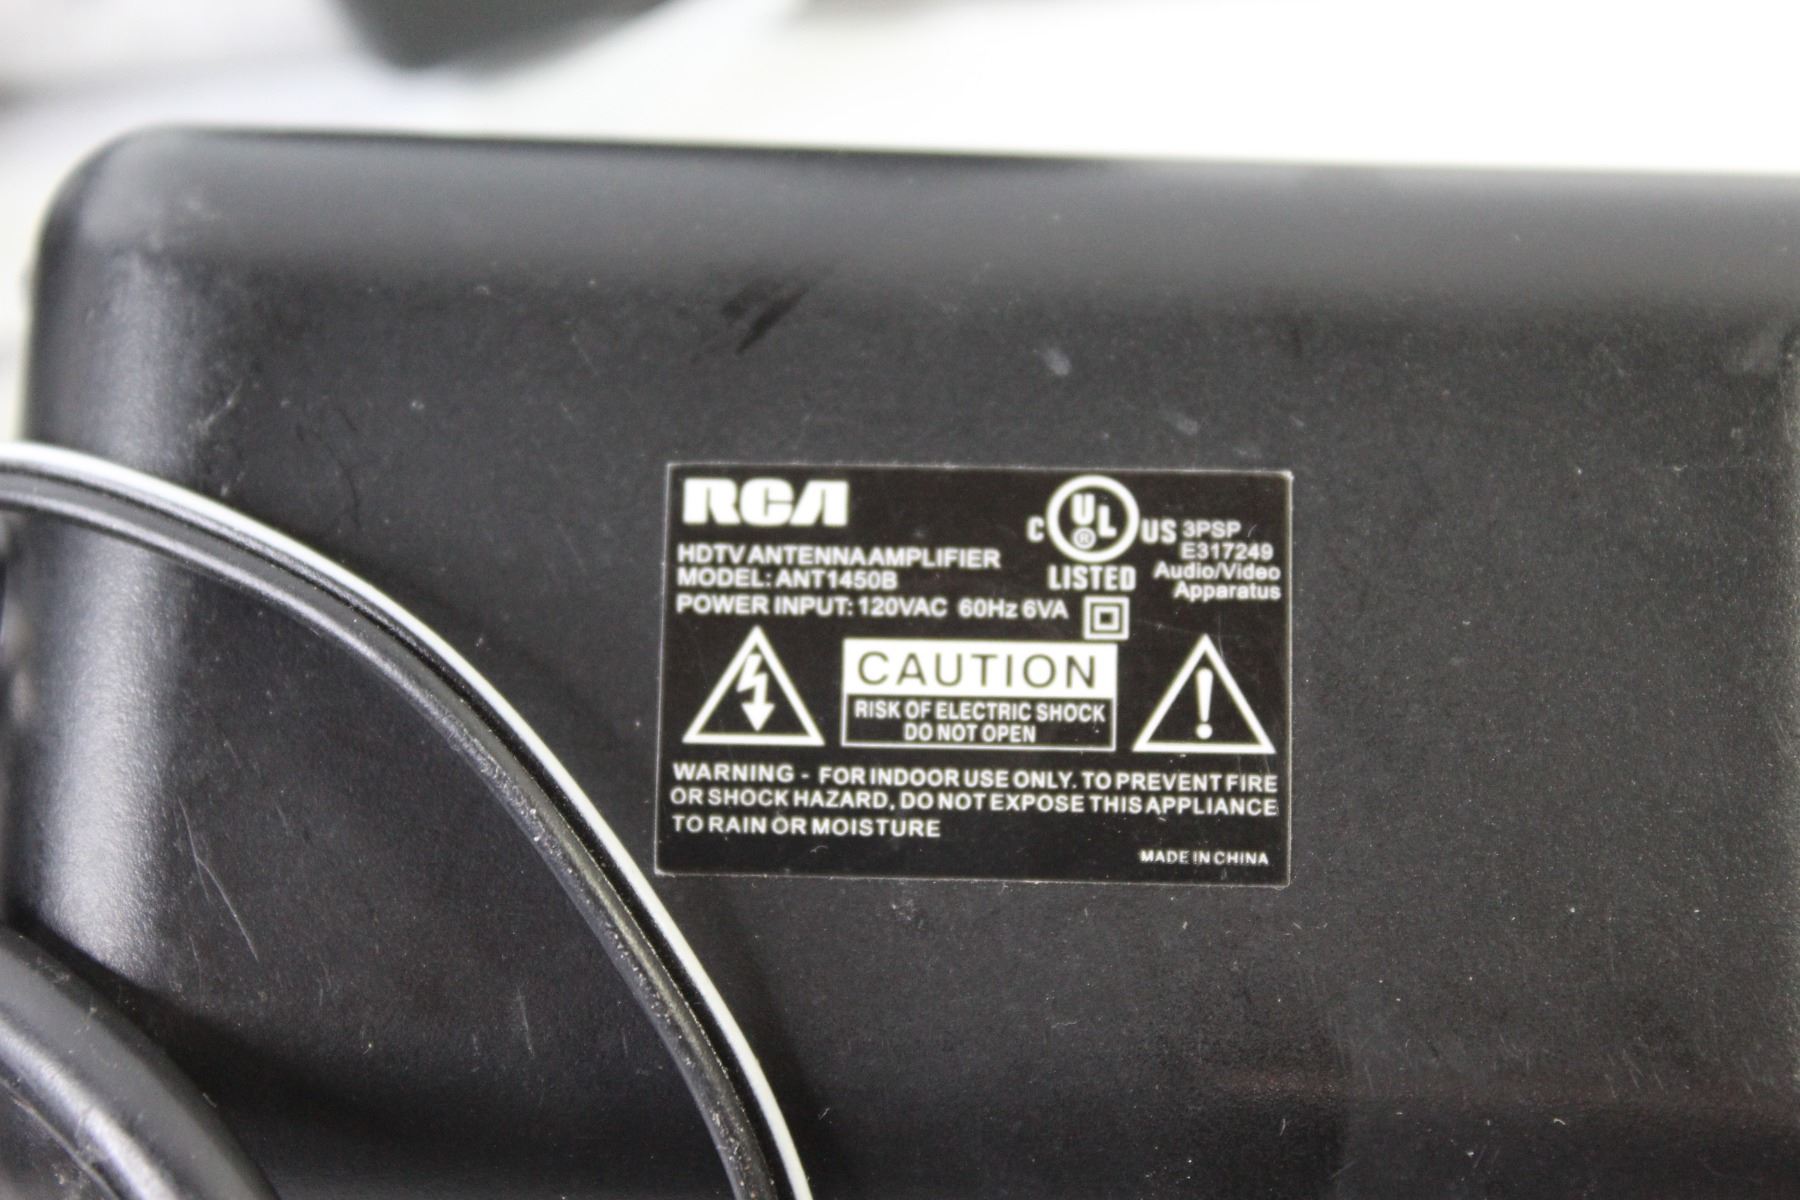 RCA
HDTV ANTENNA AMPLIFIER
MODEL: ANT1450B
POWER INPUT: 120VAC 60Hz 6VA
C UL® US
LISTED
3PSP
E317249
Audio/Video
Apparatus
CAUTION
RISK OF ELECTRIC SHOCK
DO NOT OPEN
WARNING - FOR INDOOR USE ONLY. TO PREVENT FIRE
OR SHOCK HAZARD, DO NOT EXPOSE THIS APPLIANCE
TO RAIN OR MOISTURE
MADE IN CHINA